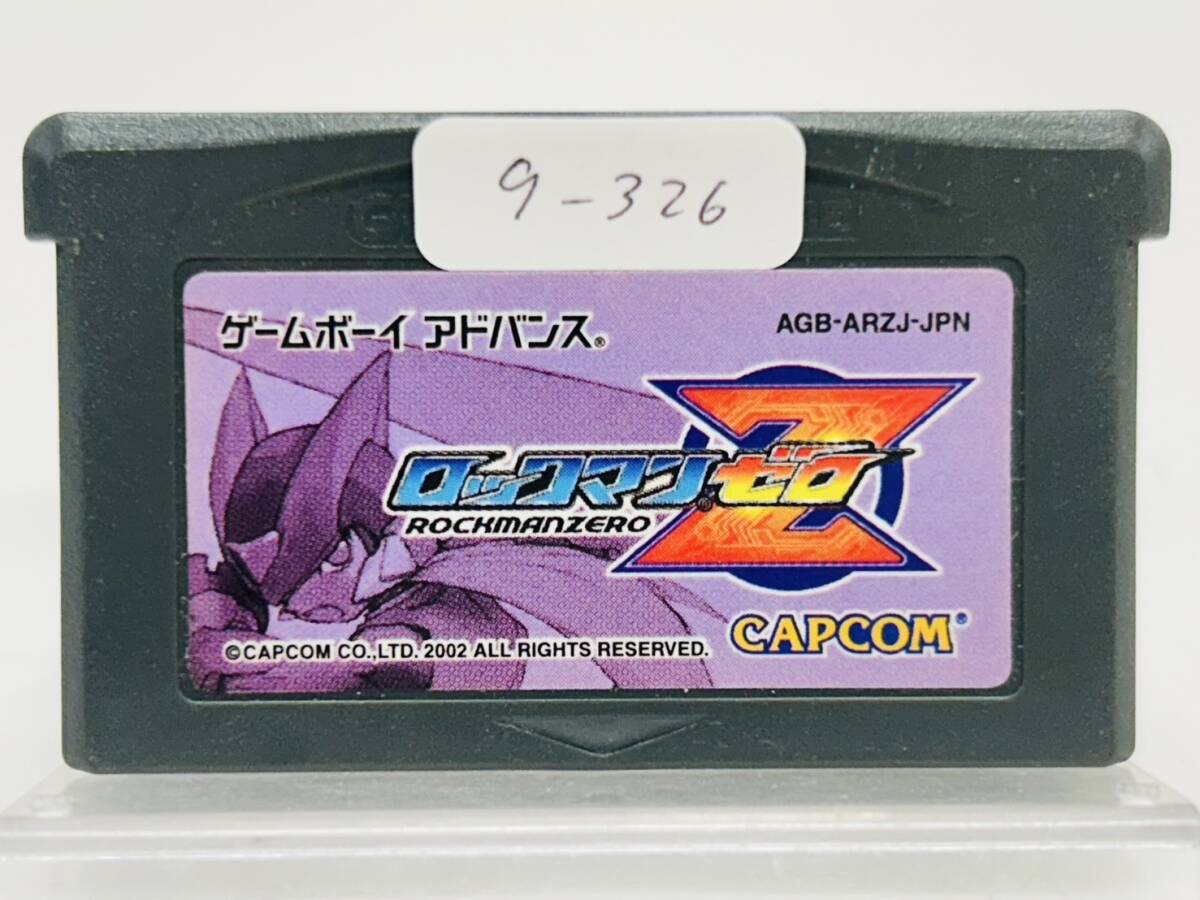 9-326
ゲームボーイ アドバンス®
AGB-ARZJ-JPN
Z
ロックマン®ゼロ
ROCKMANZERO
CAPCOM®
©CAPCOM CO.,LTD. 2002 ALL RIGHTS RESERVED.